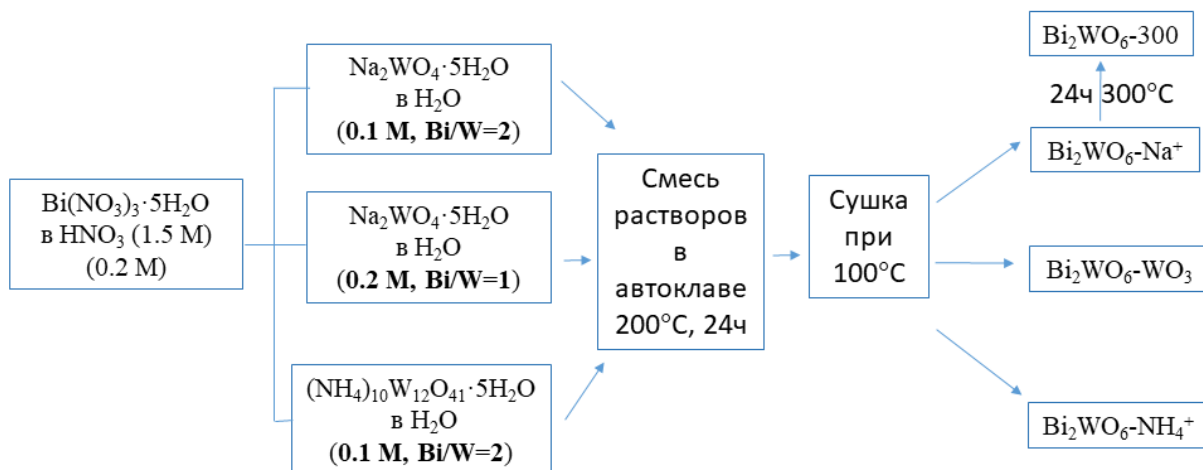 Bi(NO₃)₃·5H₂O
в HNO₃ (1.5 М)
(0.2 М)
Na₂WO₄·5H₂O
в H₂O
(0.1 М, Bi/W=2)
Na₂WO₄·5H₂O
в H₂O
(0.2 М, Bi/W=1)
(NH₄)₁₀W₁₂O₄₁·5H₂O
в H₂O
(0.1 М, Bi/W=2)
Смесь
растворов
в
автоклаве
200°C, 24ч
Сушка
при
100°C
Bi₂WO₆-300
24ч 300°C
Bi₂WO₆-Na⁺
Bi₂WO₆-WO₃
Bi₂WO₆-NH₄⁺